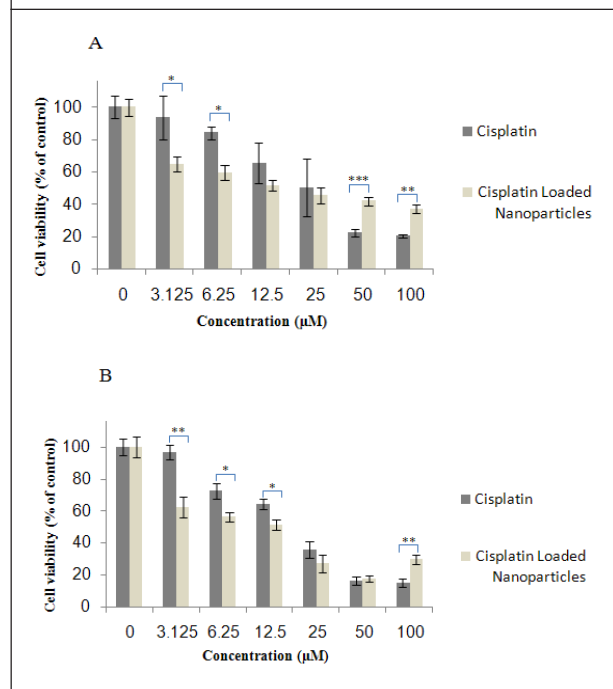 A
* *
*** **
100
80
60
40
20
0
Cell viability (% of control)
0 3.125 6.25 12.5 25 50 100
Concentration (µM)
Cisplatin
Cisplatin Loaded
Nanoparticles
B
** * * **
100
80
60
40
20
0
Cell viability (% of control)
0 3.125 6.25 12.5 25 50 100
Concentration (µM)
Cisplatin
Cisplatin Loaded
Nanoparticles